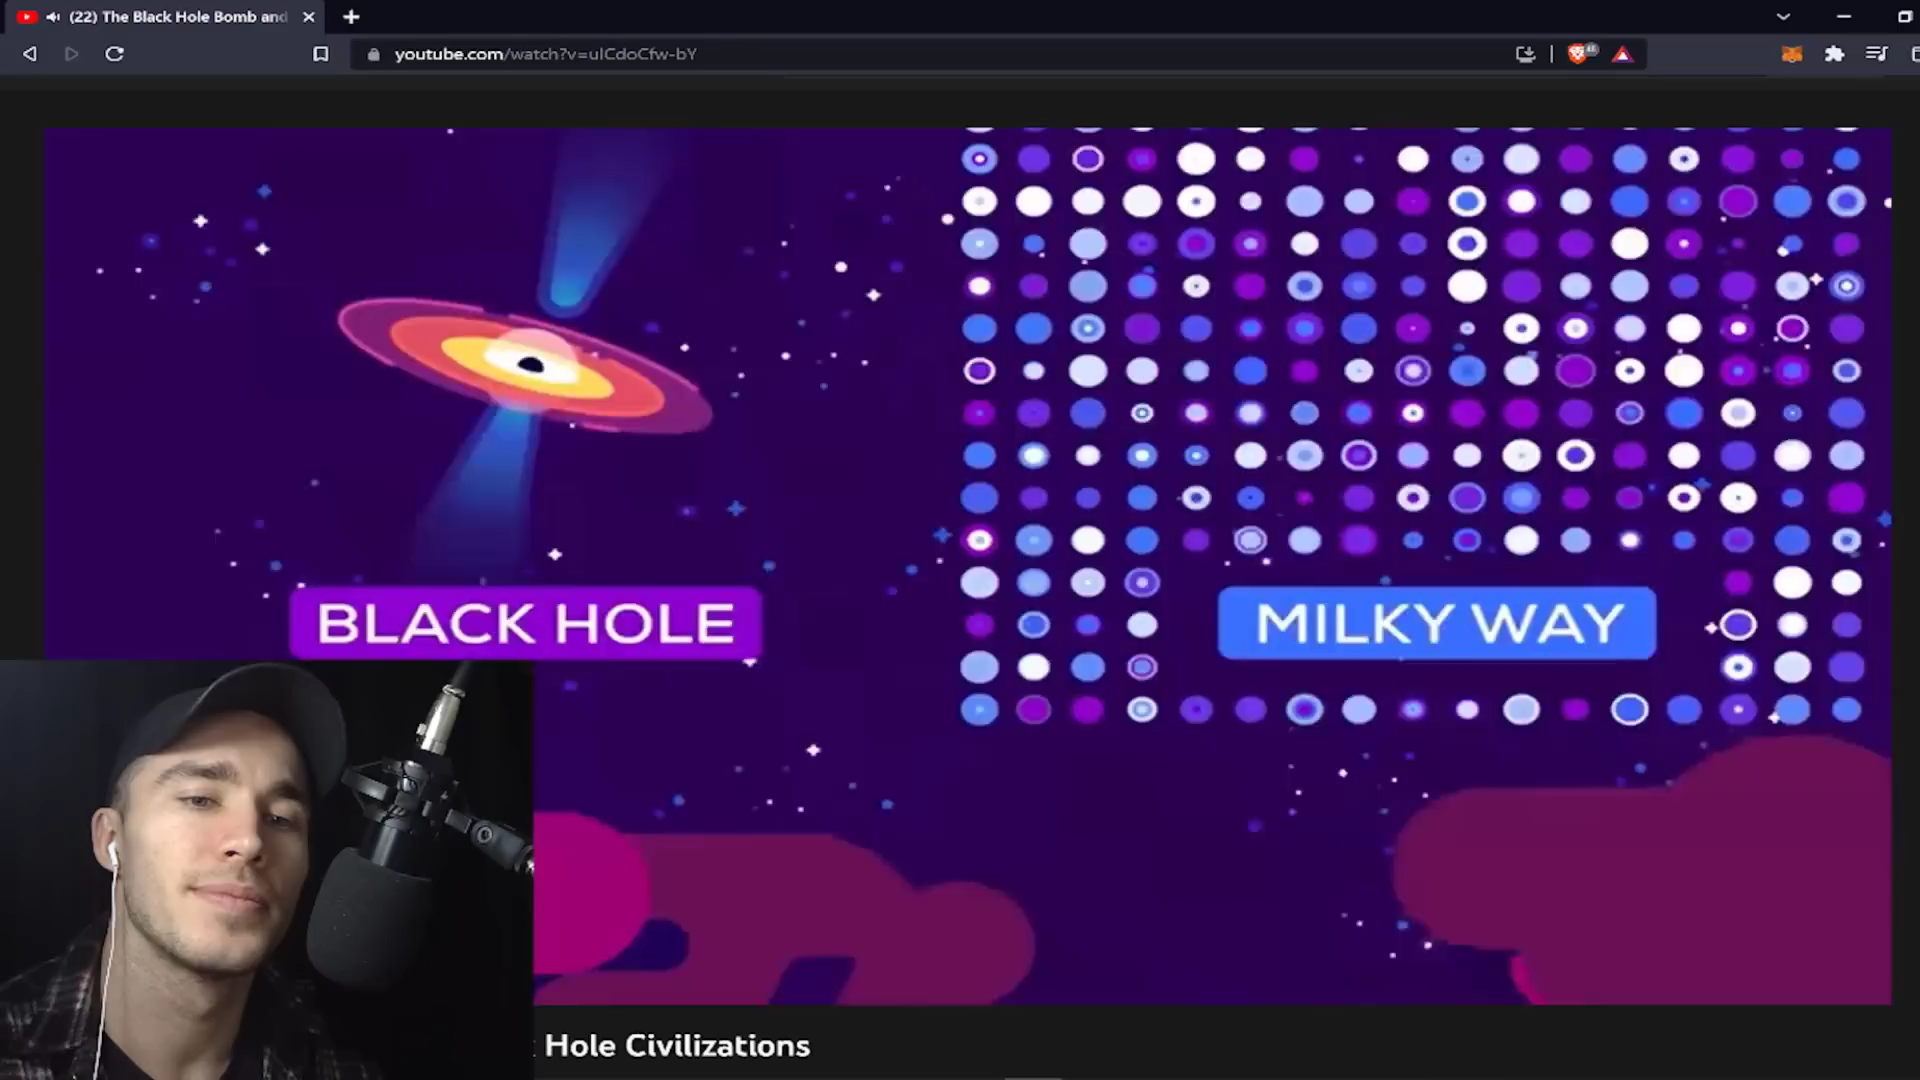 (22) The Black Hole Bomb and
youtube.com/watch?v=ulCdoCfw-bY
BLACK HOLE
MILKY WAY
Hole Civilizations